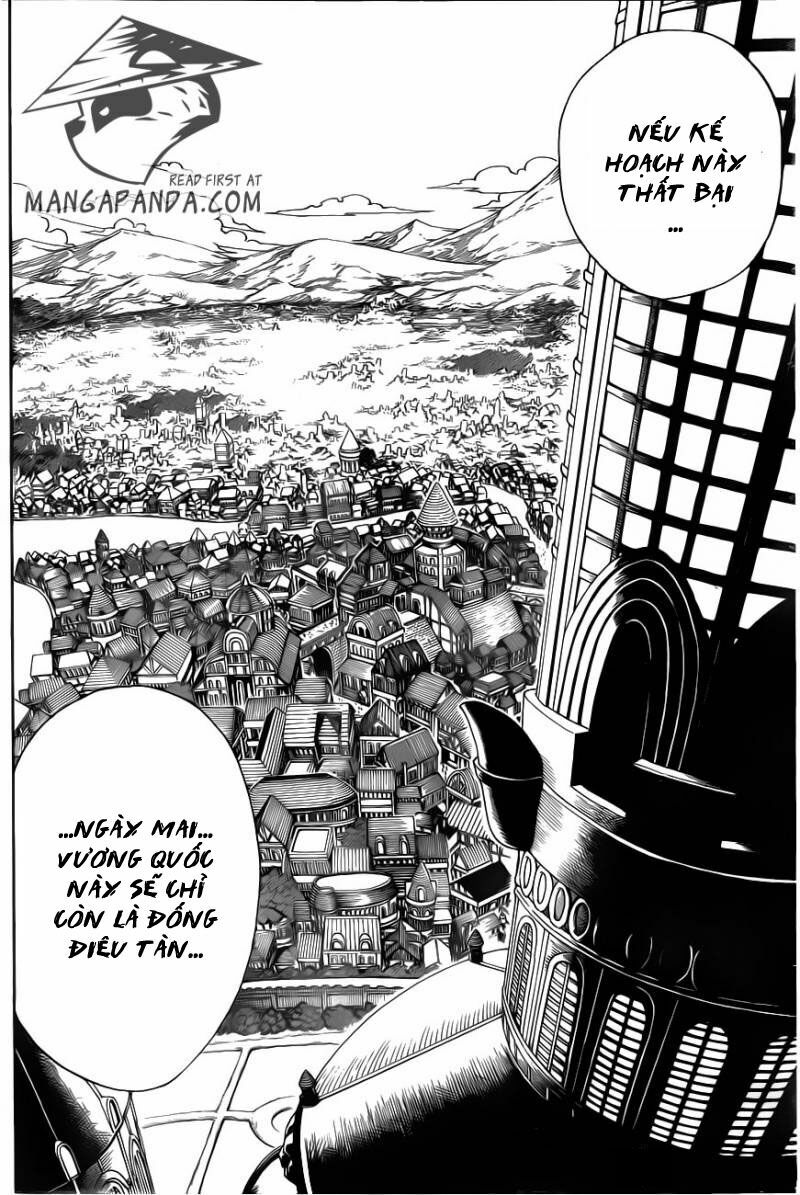 READ FIRST AT
MANGAPANDA.COM
NẾU KẾ
HOẠCH NÀY
THẤT BẠI
...
...NGÀY MAI...
VƯƠNG QUỐC
NÀY SẼ CHỈ
CÒN LÀ ĐỐNG
ĐIÊU TÀN...